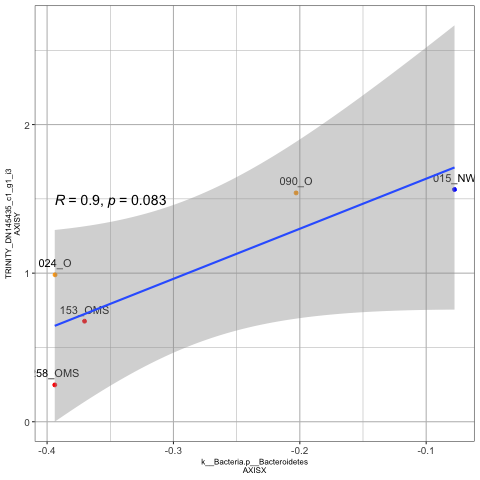 2
015_NW
090_O
R = 0.9, p = 0.083
TRINITY_DN145435_c1_g1_i3
AXISY
1
024_O
153_OMS
58_OMS
0
-0.4 -0.3 -0.2 -0.1
k__Bacteria.p__Bacteroidetes
AXISX